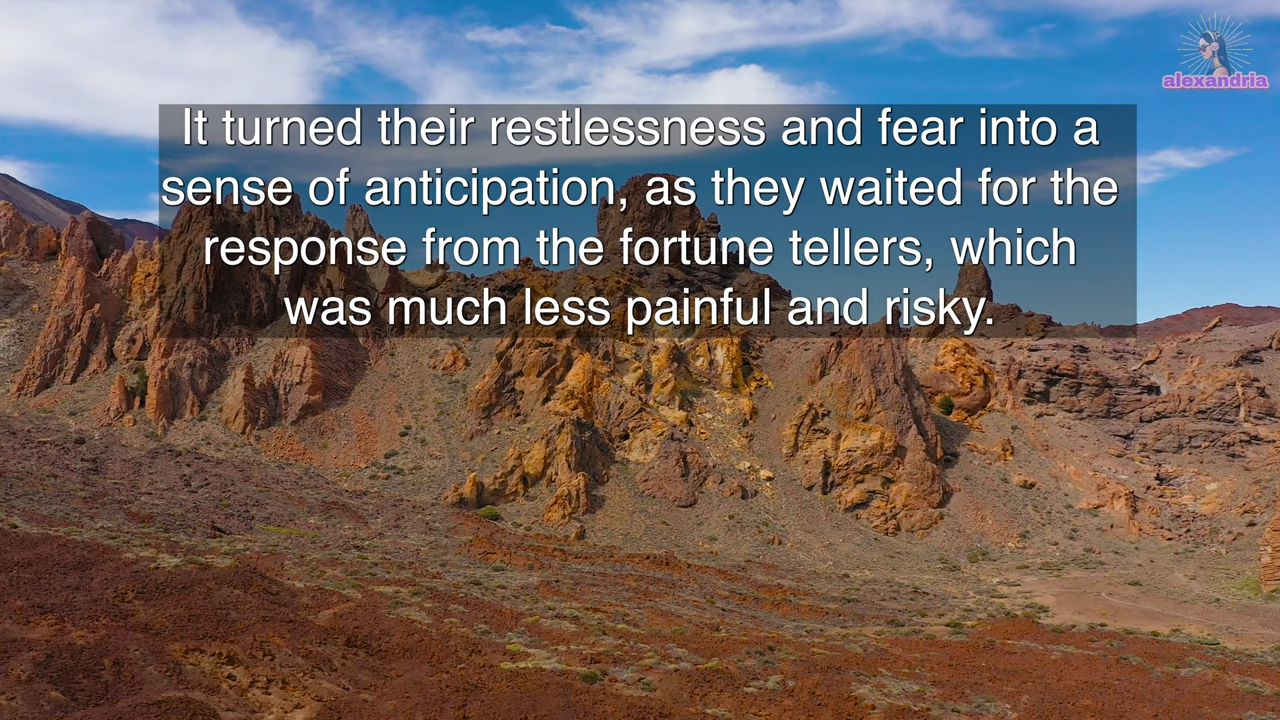 alexandria
It turned their restlessness and fear into a
sense of anticipation, as they waited for the
response from the fortune tellers, which
was much less painful and risky.